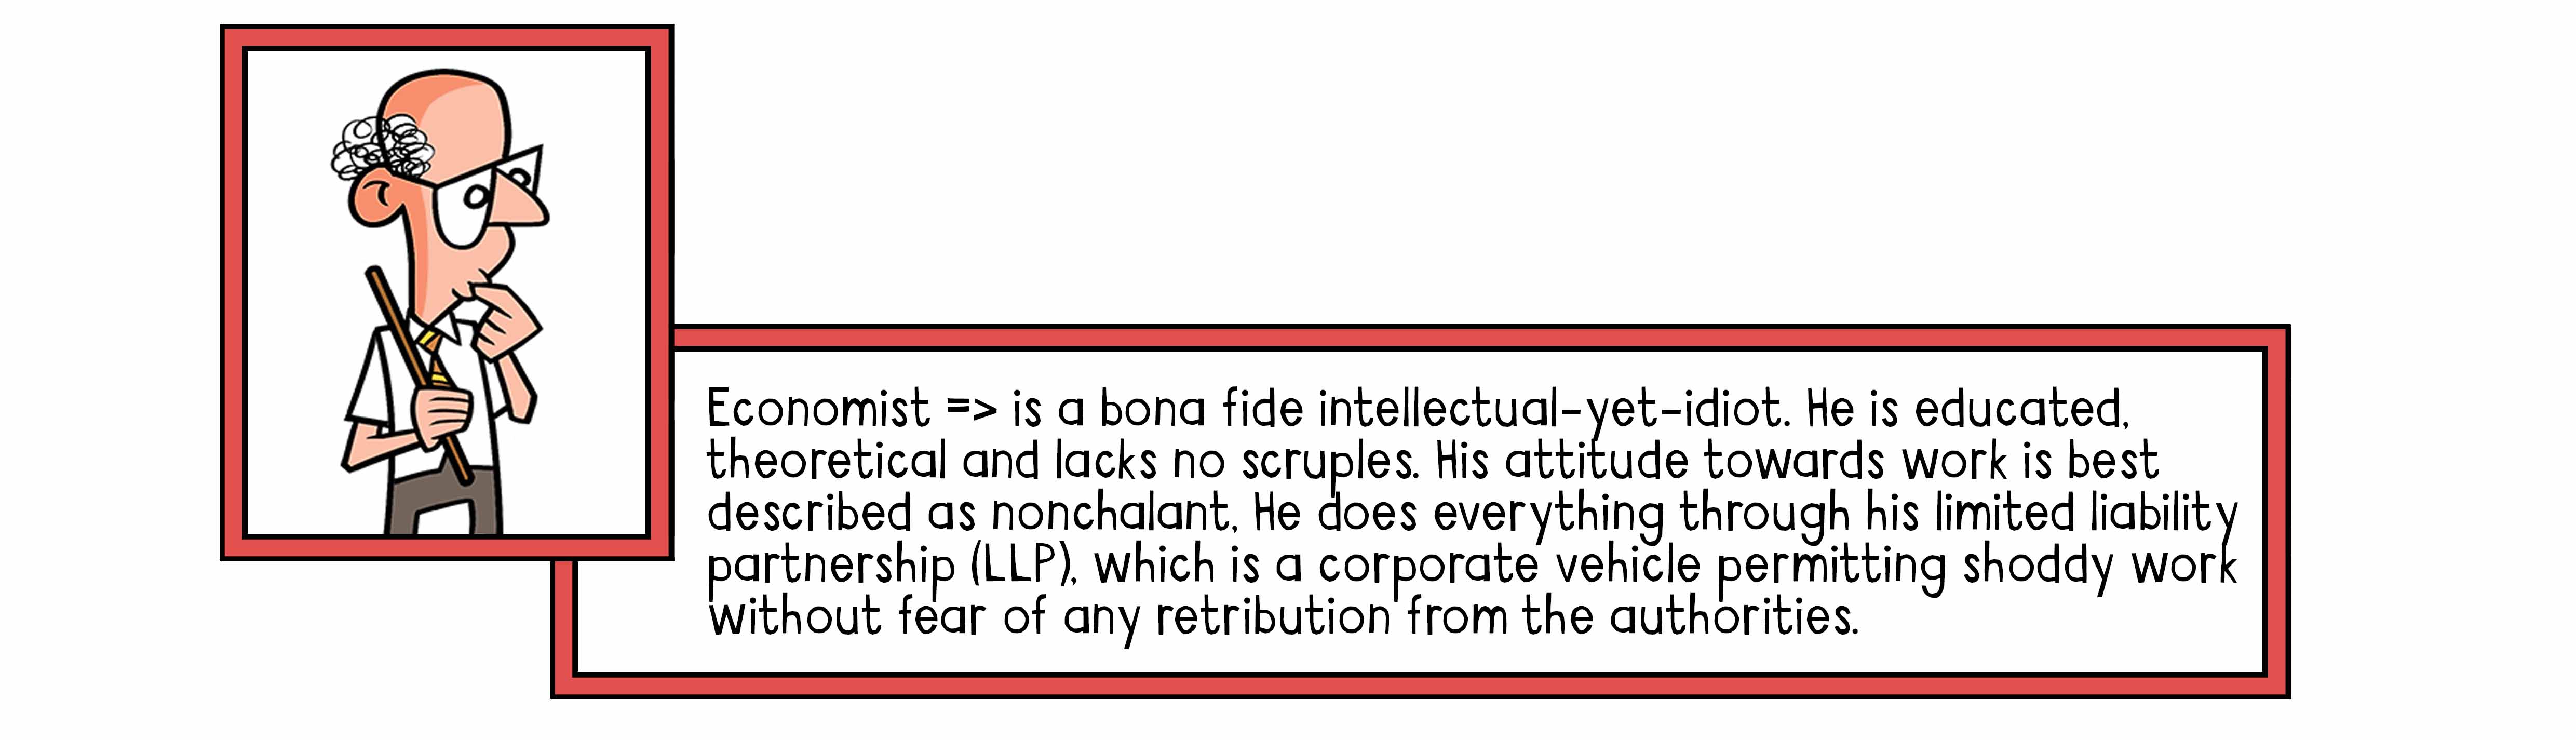 Economist => is a bona fide intellectual-yet-idiot. He is educated,
theoretical and lacks no scruples. His attitude towards work is best
described as nonchalant, He does everything through his limited liability
partnership (LLP), which is a corporate vehicle permitting shoddy work
without fear of any retribution from the authorities.